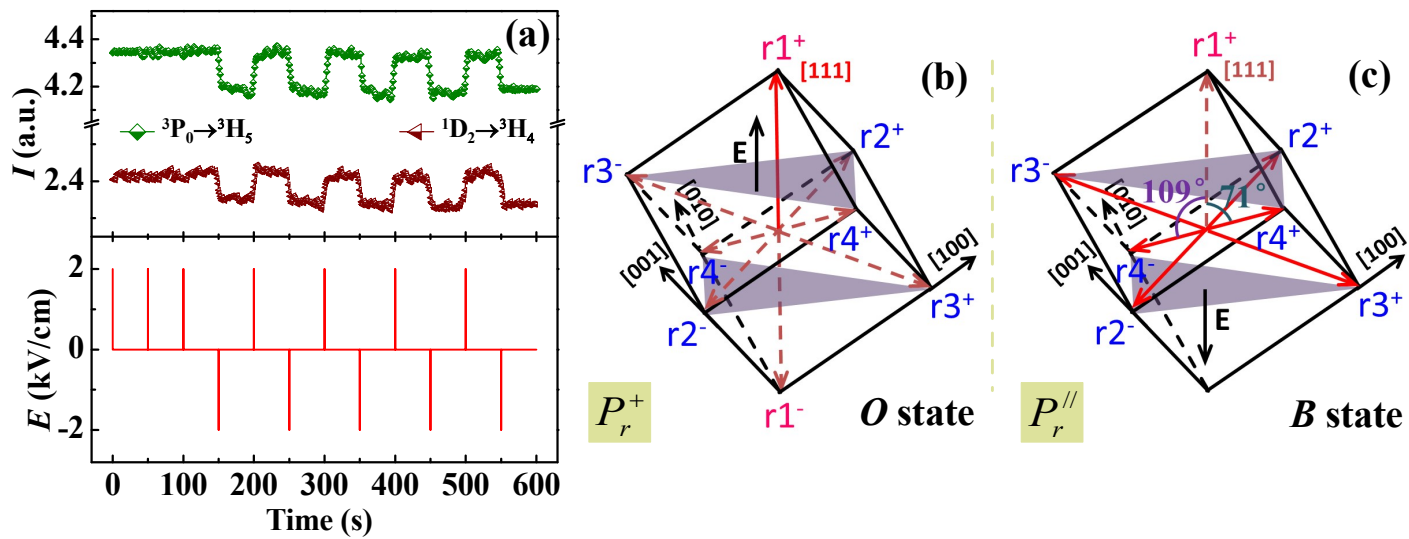 (a)
4.4
4.2
2.4
I (a.u.)
³P₀→³H₅
¹D₂→³H₄
2
0
-2
E (kV/cm)
0 100 200 300 400 500 600
Time (s)
(b)
r1⁺
[111]
E
r2⁺
r3⁻
[010]
r4⁺
[001]
r4⁻
[100]
r3⁺
r2⁻
r1⁻
Pᵣ⁺
O state
(c)
r1⁺
[111]
r2⁺
r3⁻
109°
71°
[010]
r4⁺
[001]
r4⁻
[100]
r3⁺
r2⁻
E
Pᵣ//
B state